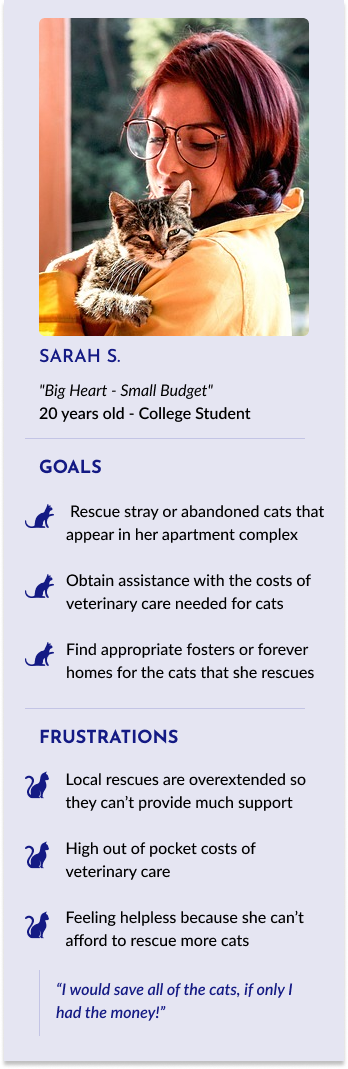 SARAH S.
"Big Heart - Small Budget"
20 years old - College Student
GOALS
Rescue stray or abandoned cats that
appear in her apartment complex
Obtain assistance with the costs of
veterinary care needed for cats
Find appropriate fosters or forever
homes for the cats that she rescues
FRUSTRATIONS
Local rescues are overextended so
they can’t provide much support
High out of pocket costs of
veterinary care
Feeling helpless because she can’t
afford to rescue more cats
“I would save all of the cats, if only I
had the money!”